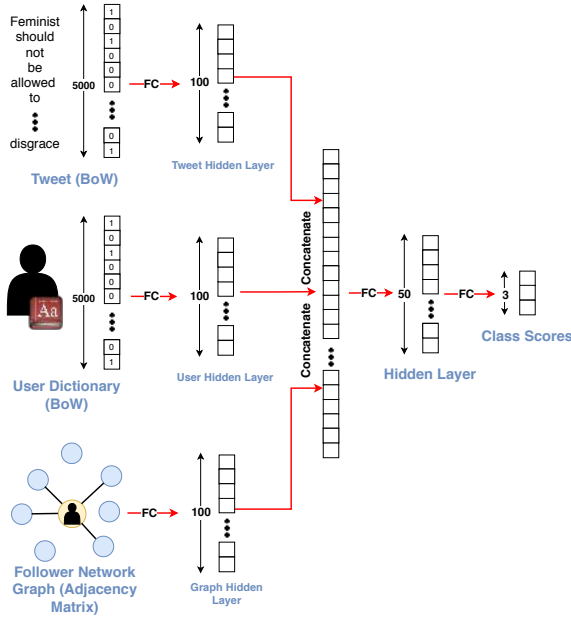 Feminist
should
not
be
allowed
to
disgrace
5000
1
0
1
0
0
0
0
1
FC
100
Tweet (BoW)
Tweet Hidden Layer
Aa
5000
1
0
1
0
0
0
0
1
FC
100
User Dictionary
(BoW)
User Hidden Layer
Concatenate
Concatenate
FC
50
Hidden Layer
FC
3
Class Scores
FC
100
Follower Network
Graph (Adjacency
Matrix)
Graph Hidden
Layer